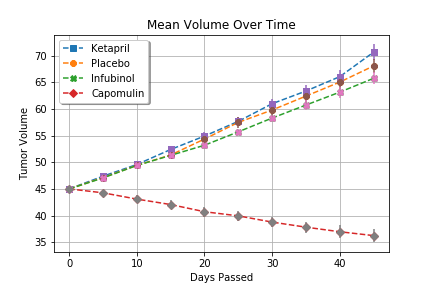 Mean Volume Over Time
Ketapril
Placebo
Infubinol
Capomulin
Tumor Volume
70
65
60
55
50
45
40
35
0
10
20
30
40
Days Passed